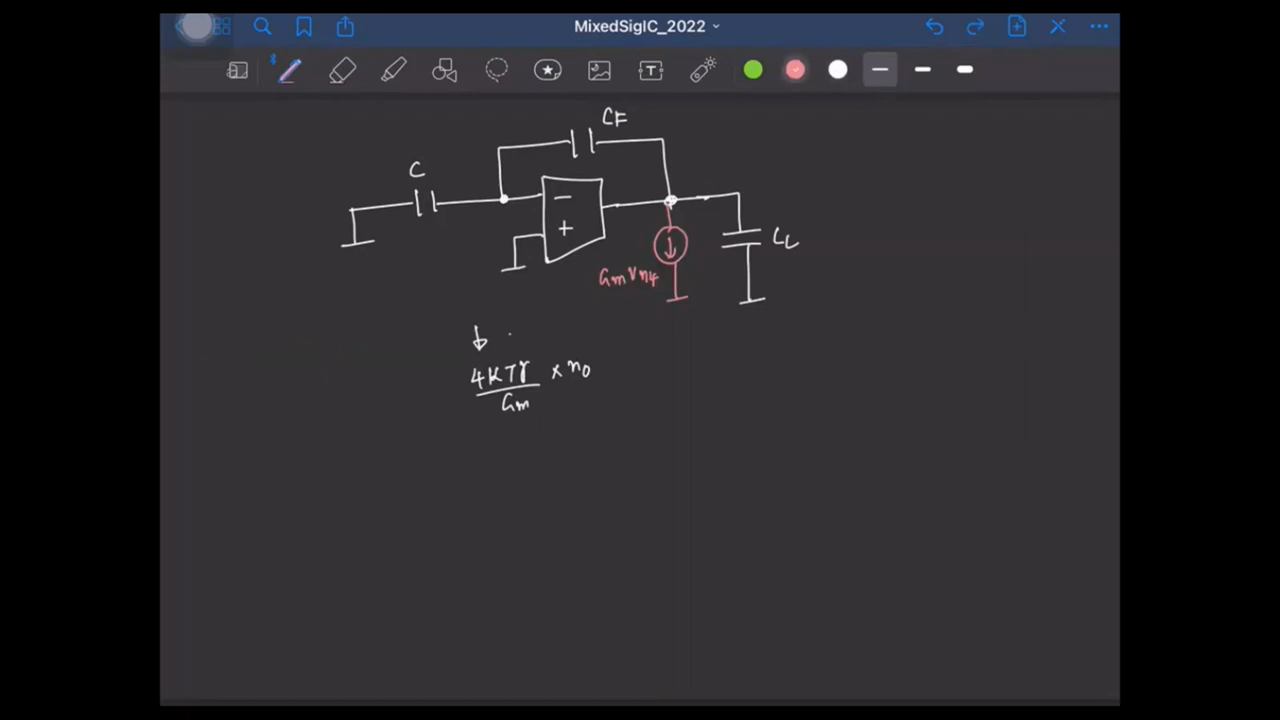 MixedSigIC_2022
CF
C
−
+
CL
Gm Vn4
↓
4KTγ
Gm
× n0